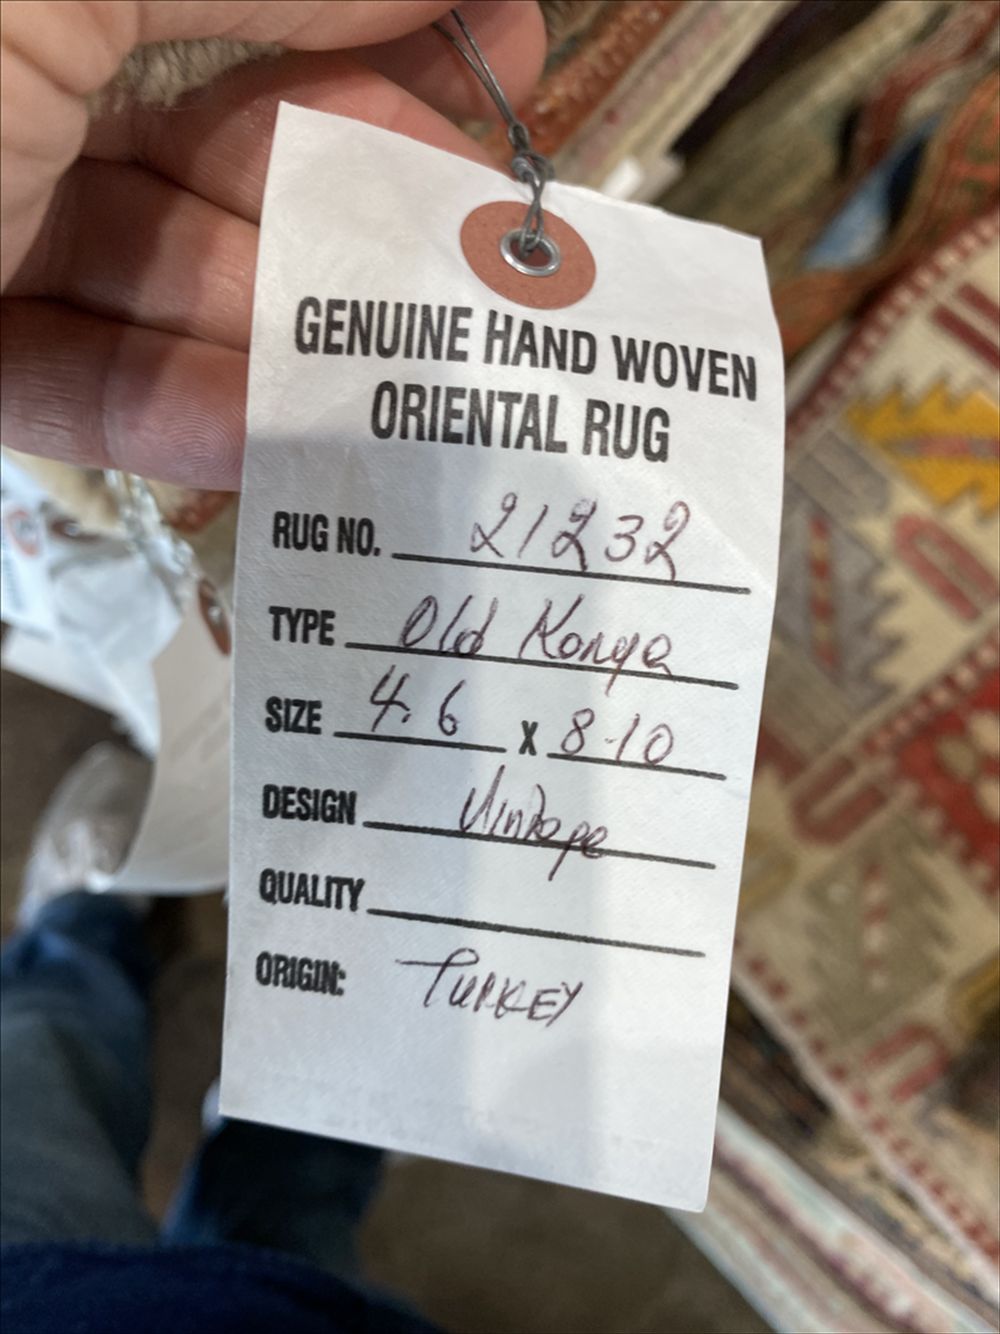 GENUINE HAND WOVEN
ORIENTAL RUG
RUG NO. 21232
TYPE Old Konya
SIZE 4.6 x 8.10
DESIGN Vintage
QUALITY
ORIGIN: TURKEY